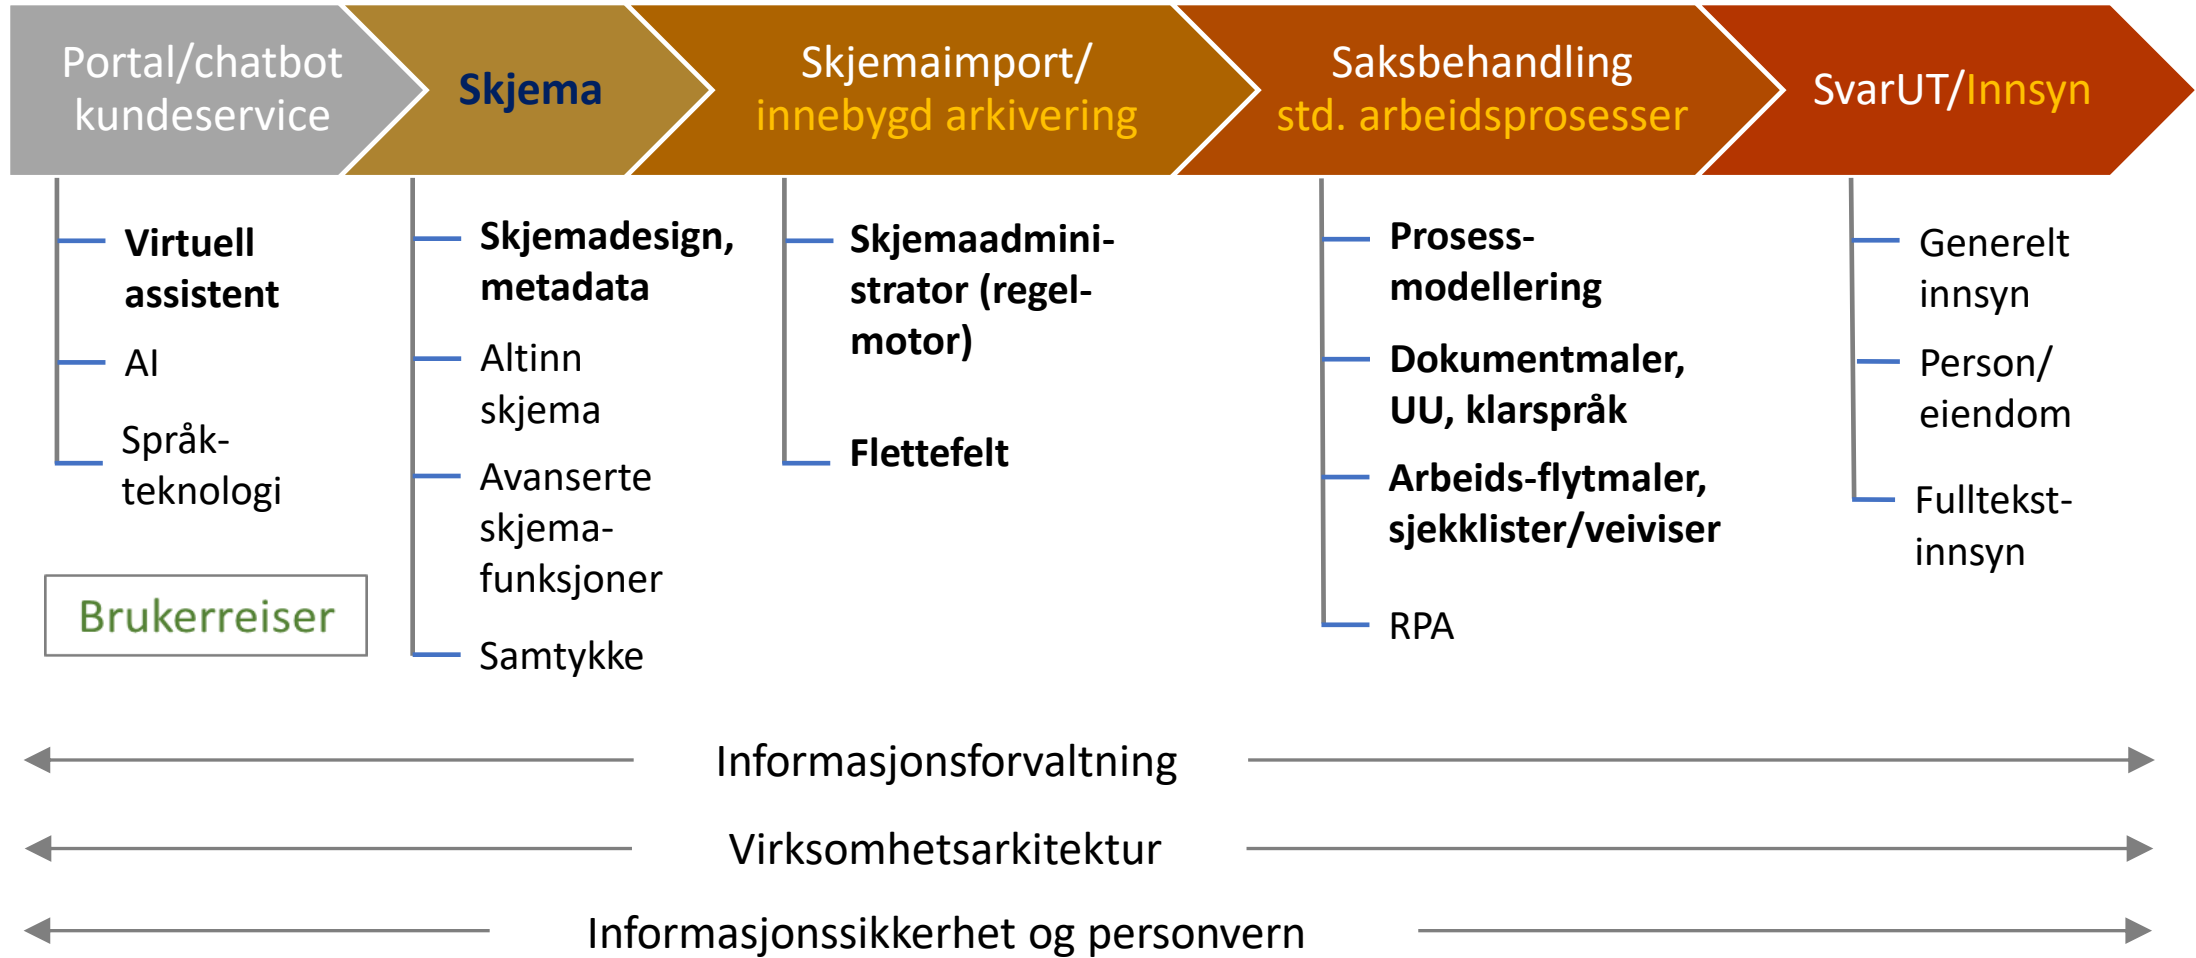 Portal/chatbot
kundeservice
Skjema
Skjemaimport/
innebygd arkivering
Saksbehandling
std. arbeidsprosesser
SvarUT/Innsyn
Virtuell
assistent
AI
Språk-
teknologi
Brukerreiser
Skjemadesign,
metadata
Altinn
skjema
Avanserte
skjema-
funksjoner
Samtykke
Skjemaadmini-
strator (regel-
motor)
Flettefelt
Prosess-
modellering
Dokumentmaler,
UU, klarspråk
Arbeids-flytmaler,
sjekklister/veiviser
RPA
Generelt
innsyn
Person/
eiendom
Fulltekst-
innsyn
Informasjonsforvaltning
Virksomhetsarkitektur
Informasjonssikkerhet og personvern